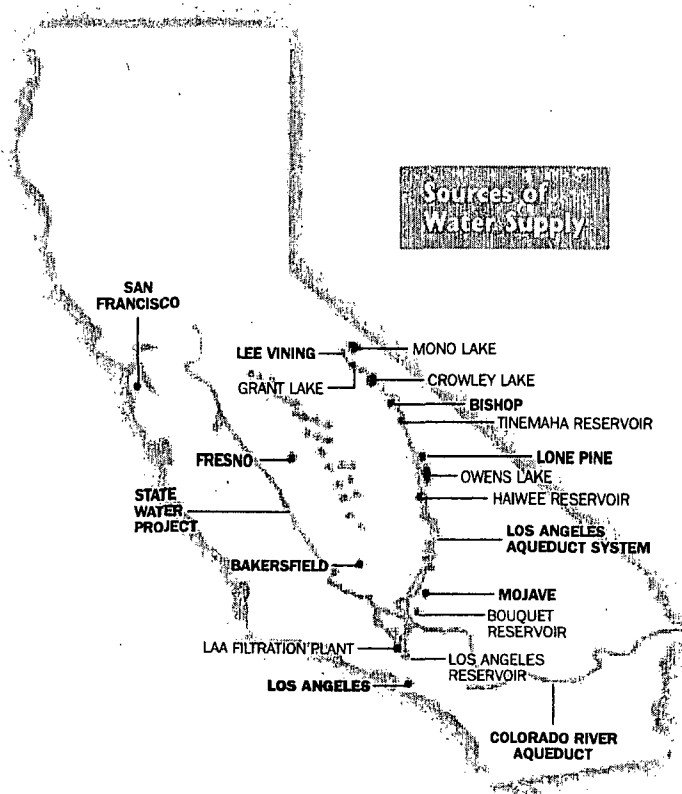 Sources of
Water Supply
SAN
FRANCISCO
LEE VINING
MONO LAKE
GRANT LAKE
CROWLEY LAKE
BISHOP
TINEMAHA RESERVOIR
FRESNO
LONE PINE
OWENS LAKE
STATE
WATER
PROJECT
HAIWEE RESERVOIR
LOS ANGELES
AQUEDUCT SYSTEM
BAKERSFIELD
MOJAVE
BOUQUET
RESERVOIR
LAA FILTRATION PLANT
LOS ANGELES
RESERVOIR
LOS ANGELES
COLORADO RIVER
AQUEDUCT